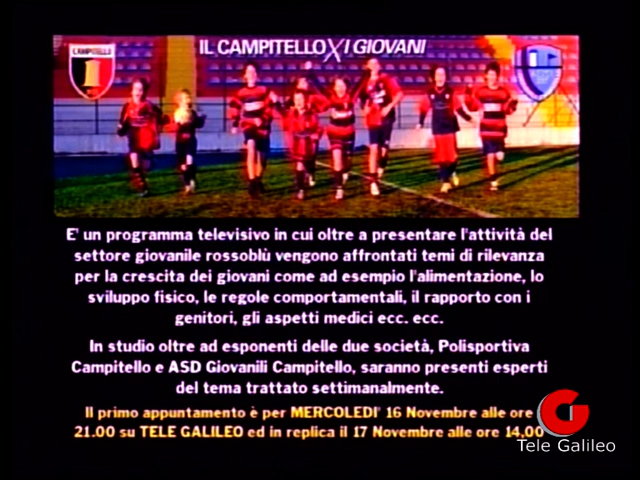 CAMPITELLO
IL CAMPITELLO X I GIOVANI
E' un programma televisivo in cui oltre a presentare l'attività del
settore giovanile rossoblù vengono affrontati temi di rilevanza
per la crescita dei giovani come ad esempio l'alimentazione, lo
sviluppo fisico, le regole comportamentali, il rapporto con i
genitori, gli aspetti medici ecc. ecc.
In studio oltre ad esponenti delle due società, Polisportiva
Campitello e ASD Giovanili Campitello, saranno presenti esperti
del tema trattato settimanalmente.
Il primo appuntamento è per MERCOLEDI' 16 Novembre alle ore
21.00 su TELE GALILEO ed in replica il 17 Novembre alle ore 14,00
Tele Galileo